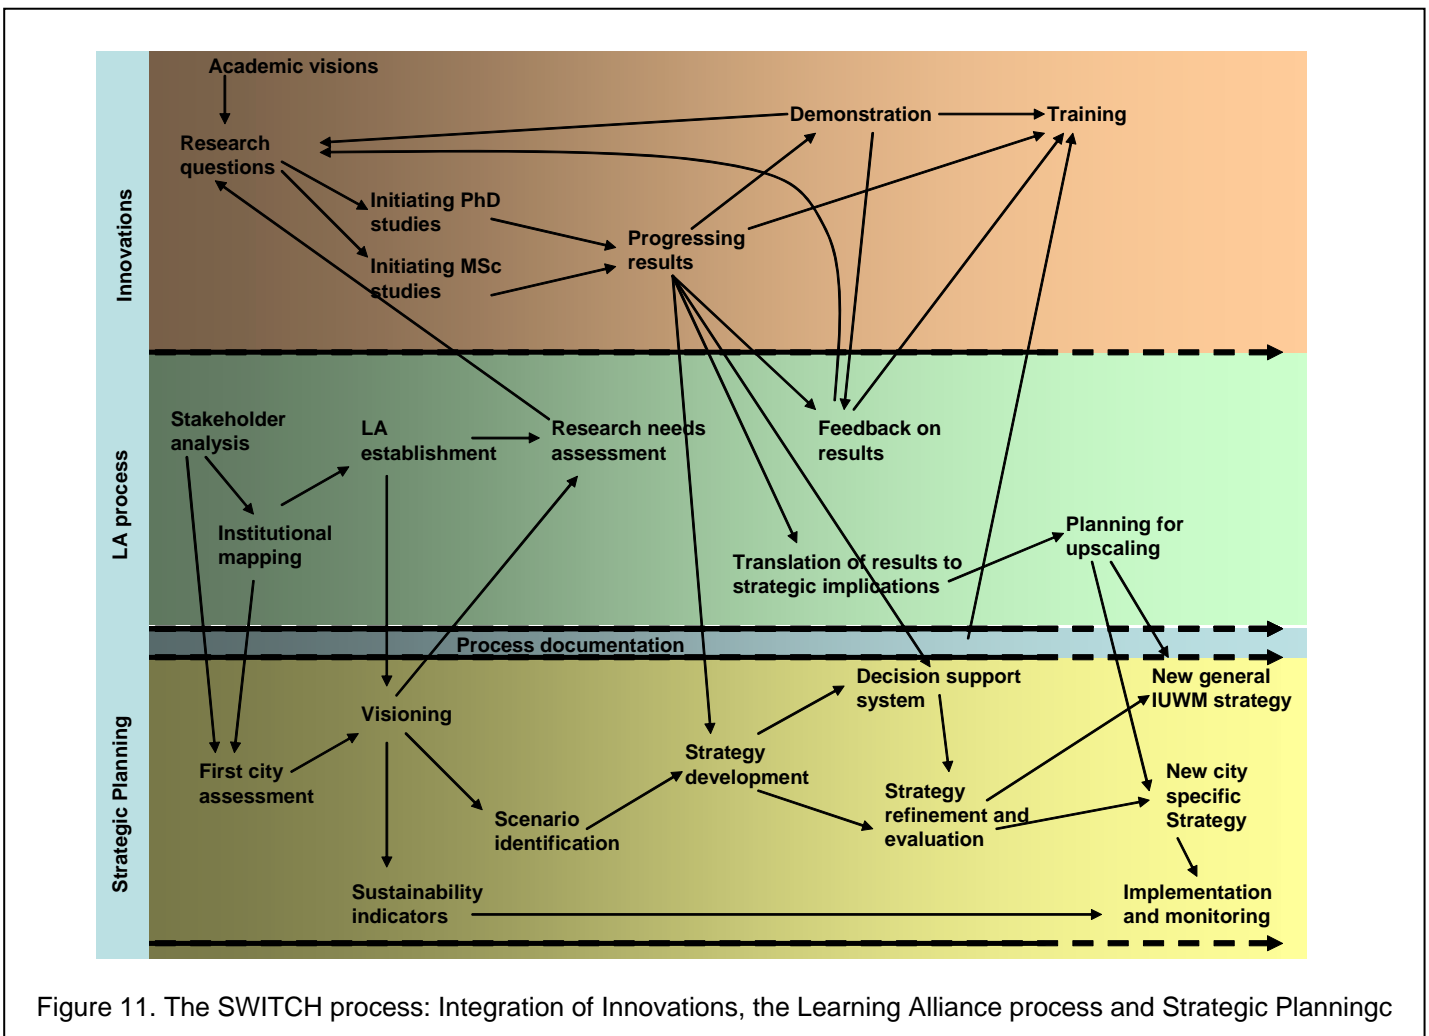 Innovations
Academic visions
Research
questions
Initiating PhD
studies
Initiating MSc
studies
Progressing
results
Demonstration
Training
LA process
Stakeholder
analysis
Institutional
mapping
LA
establishment
Research needs
assessment
Feedback on
results
Translation of results to
strategic implications
Planning for
upscaling
Process documentation
Strategic Planning
First city
assessment
Visioning
Scenario
identification
Sustainability
indicators
Strategy
development
Decision support
system
Strategy
refinement and
evaluation
New general
IUWM strategy
New city
specific
Strategy
Implementation
and monitoring
Figure 11. The SWITCH process: Integration of Innovations, the Learning Alliance process and Strategic Planningc